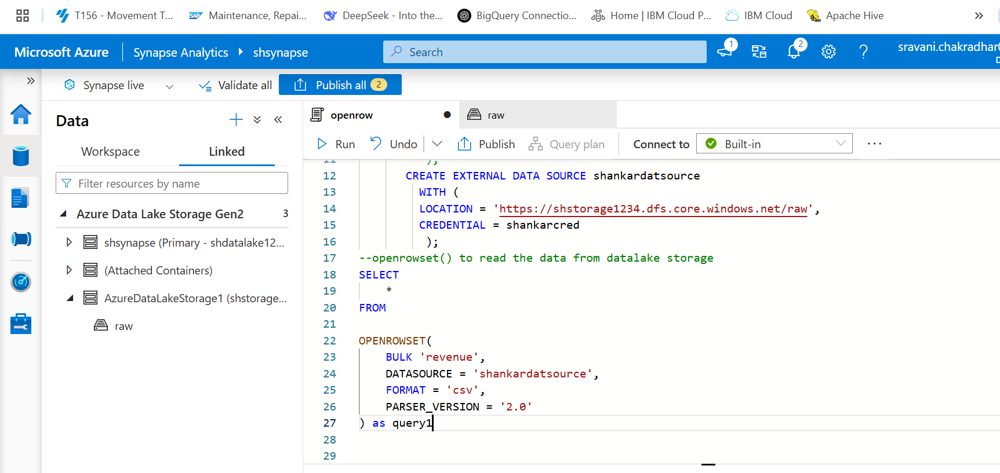 T156 - Movement T...
SAP
Maintenance, Repai...
DeepSeek - Into the...
BigQuery Connectio...
Home | IBM Cloud P...
IBM Cloud
Apache Hive
»
Microsoft Azure
Synapse Analytics
shsynapse
Search
1
2
?
sravani.chakradhar
»
Synapse live
Validate all
Publish all 2
Data
Workspace
Linked
Filter resources by name
Azure Data Lake Storage Gen2 3
shsynapse (Primary - shdatalake12...
(Attached Containers)
AzureDataLakeStorage1 (shstorage...
raw
openrow
raw
Run
Undo
Publish
Query plan
Connect to
Built-in
...
11 );
12 CREATE EXTERNAL DATA SOURCE shankardatsource
13 WITH (
14 LOCATION = 'https://shstorage1234.dfs.core.windows.net/raw',
15 CREDENTIAL = shankarcred
16 );
17 --openrowset() to read the data from datalake storage
18 SELECT
19 *
20 FROM
21
22 OPENROWSET(
23 BULK 'revenue',
24 DATASOURCE = 'shankardatsource',
25 FORMAT = 'csv',
26 PARSER_VERSION = '2.0'
27 ) as query1
28
29